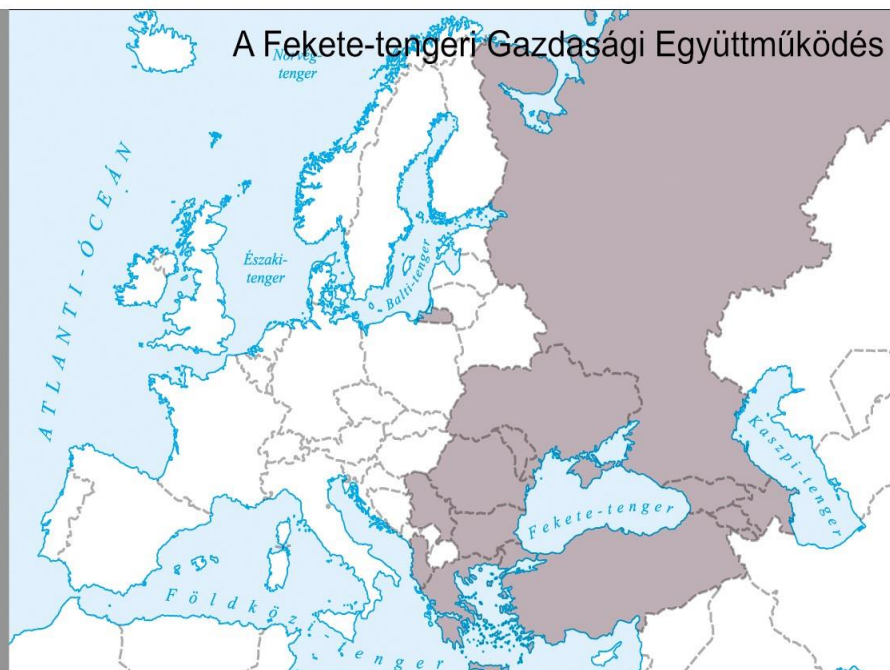 A Fekete-tengeri Gazdasági Együttműködés
Norvég
tenger
ATLANTI-ÓCEÁN
Északi-
tenger
Balti-tenger
Kaszpi-tenger
Fekete-tenger
Földközi-tenger